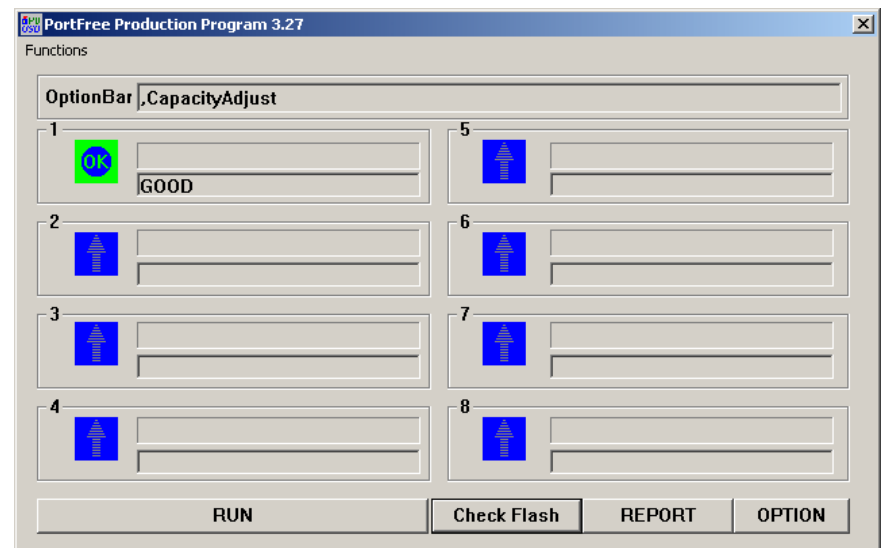 PortFree Production Program 3.27
Functions
OptionBar ,CapacityAdjust
1
OK
GOOD
2
3
4
5
6
7
8
RUN
Check Flash
REPORT
OPTION